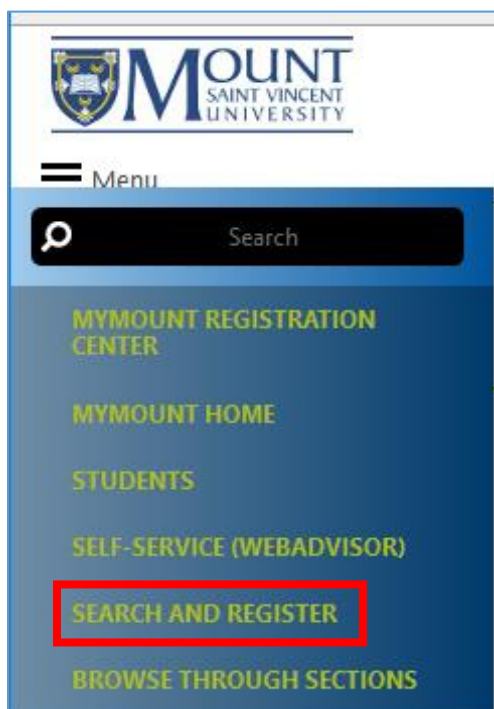 MOUNT
SAINT VINCENT
UNIVERSITY
Menu
Search
MYMOUNT REGISTRATION
CENTER
MYMOUNT HOME
STUDENTS
SELF-SERVICE (WEBADVISOR)
SEARCH AND REGISTER
BROWSE THROUGH SECTIONS